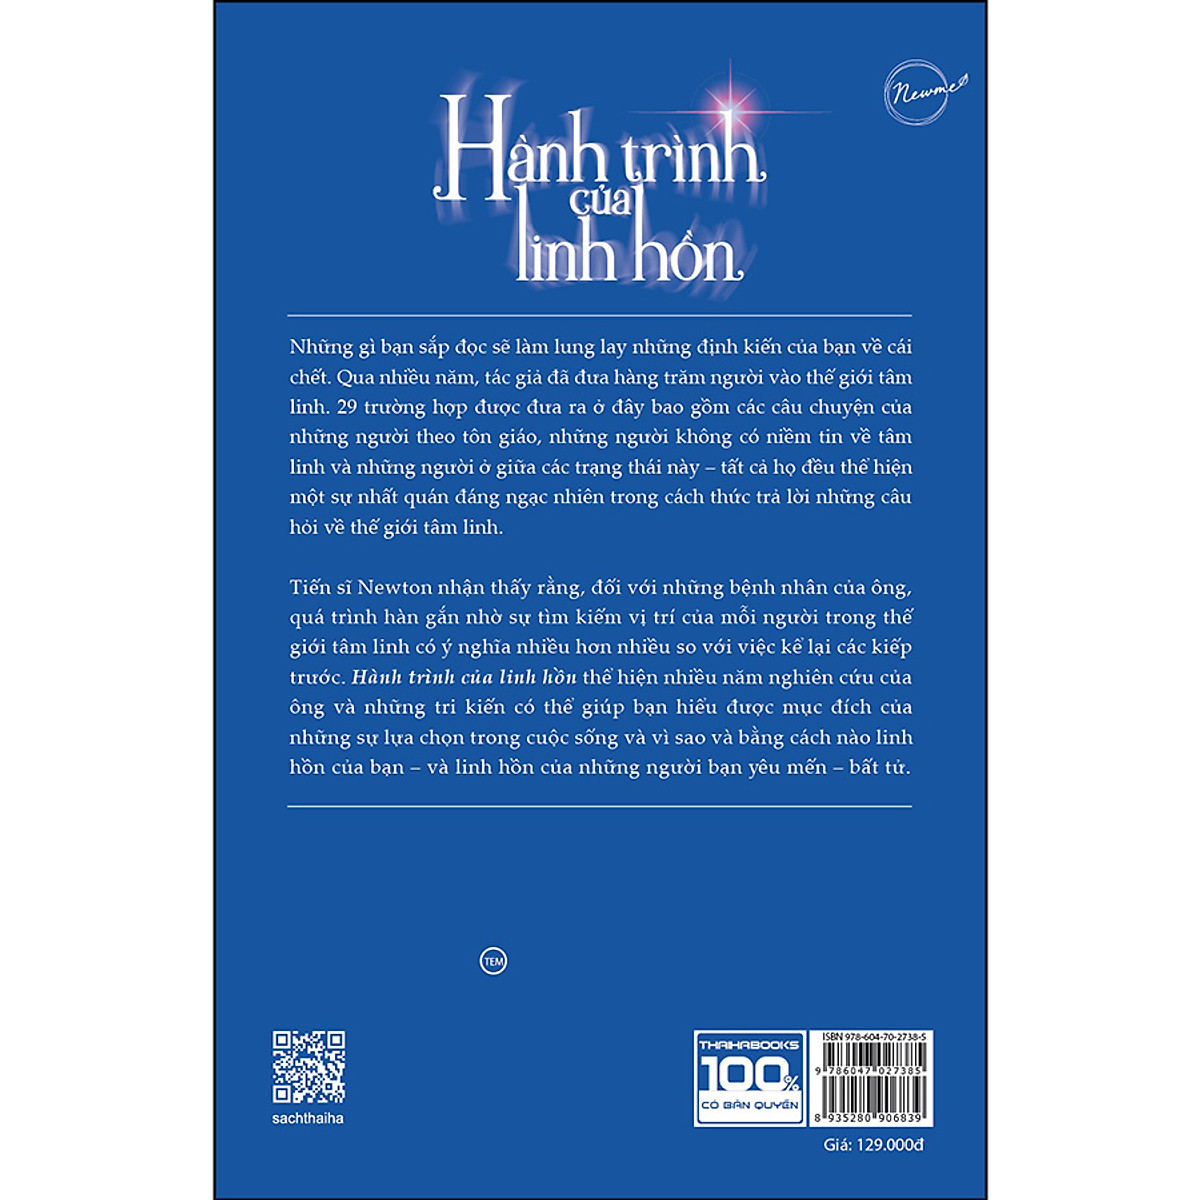 Newme
Hành trình
của
linh hồn
Những gì bạn sắp đọc sẽ làm lung lay những định kiến của bạn về cái
chết. Qua nhiều năm, tác giả đã đưa hàng trăm người vào thế giới tâm
linh. 29 trường hợp được đưa ra ở đây bao gồm các câu chuyện của
những người theo tôn giáo, những người không có niềm tin về tâm
linh và những người ở giữa các trạng thái này – tất cả họ đều thể hiện
một sự nhất quán đáng ngạc nhiên trong cách thức trả lời những câu
hỏi về thế giới tâm linh.
Tiến sĩ Newton nhận thấy rằng, đối với những bệnh nhân của ông,
quá trình hàn gắn nhờ sự tìm kiếm vị trí của mỗi người trong thế
giới tâm linh có ý nghĩa nhiều hơn nhiều so với việc kể lại các kiếp
trước. Hành trình của linh hồn thể hiện nhiều năm nghiên cứu của
ông và những tri kiến có thể giúp bạn hiểu được mục đích của
những sự lựa chọn trong cuộc sống và vì sao và bằng cách nào linh
hồn của bạn – và linh hồn của những người bạn yêu mến – bất tử.
TEM
sachthaiha
THAIHABOOKS
100%
CÓ BẢN QUYỀN
ISBN 978-604-70-2738-5
9 786047 027385
8 935280 906839
Giá: 129.000đ